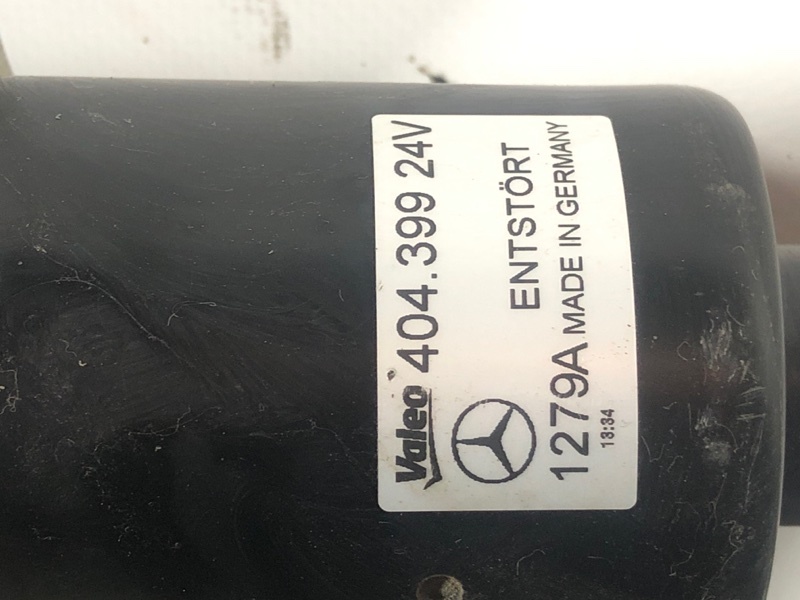 Valeo 404.399 24V
ENTSTÖRT
1279A MADE IN GERMANY
13:34